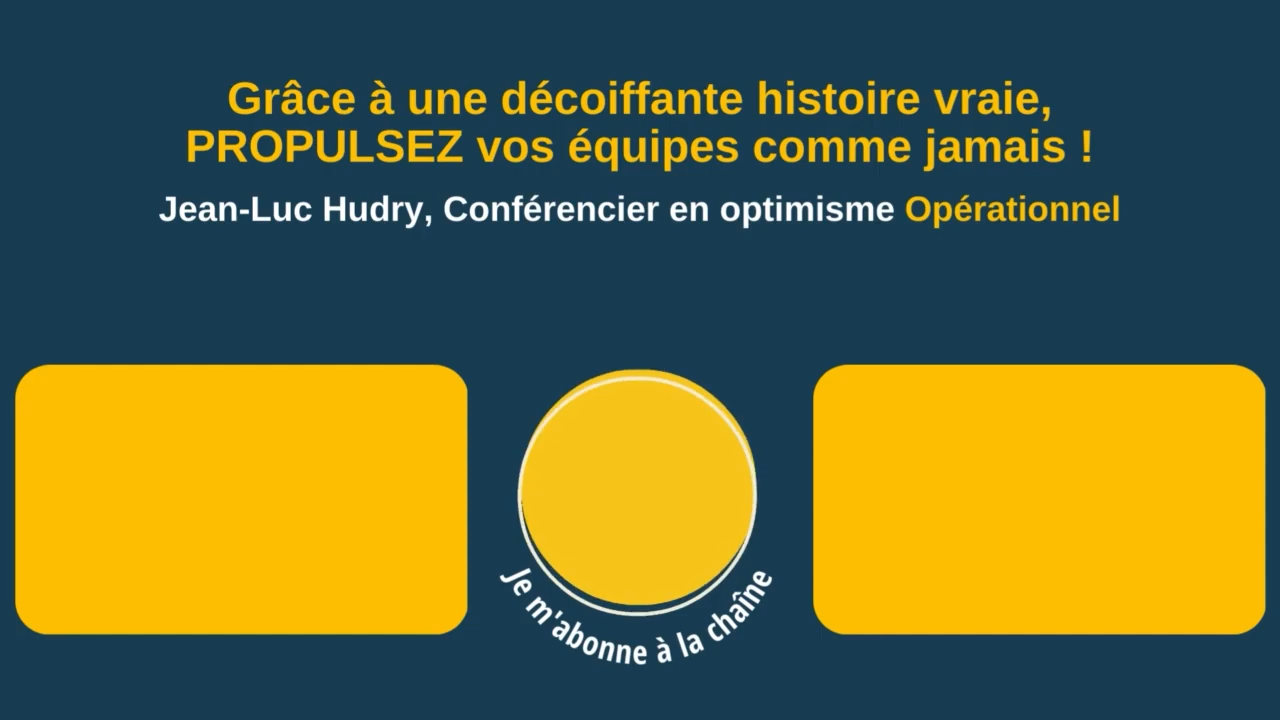 Grâce à une décoiffante histoire vraie,
PROPULSEZ vos équipes comme jamais !
Jean-Luc Hudry, Conférencier en optimisme Opérationnel
Je m'abonne à la chaîne